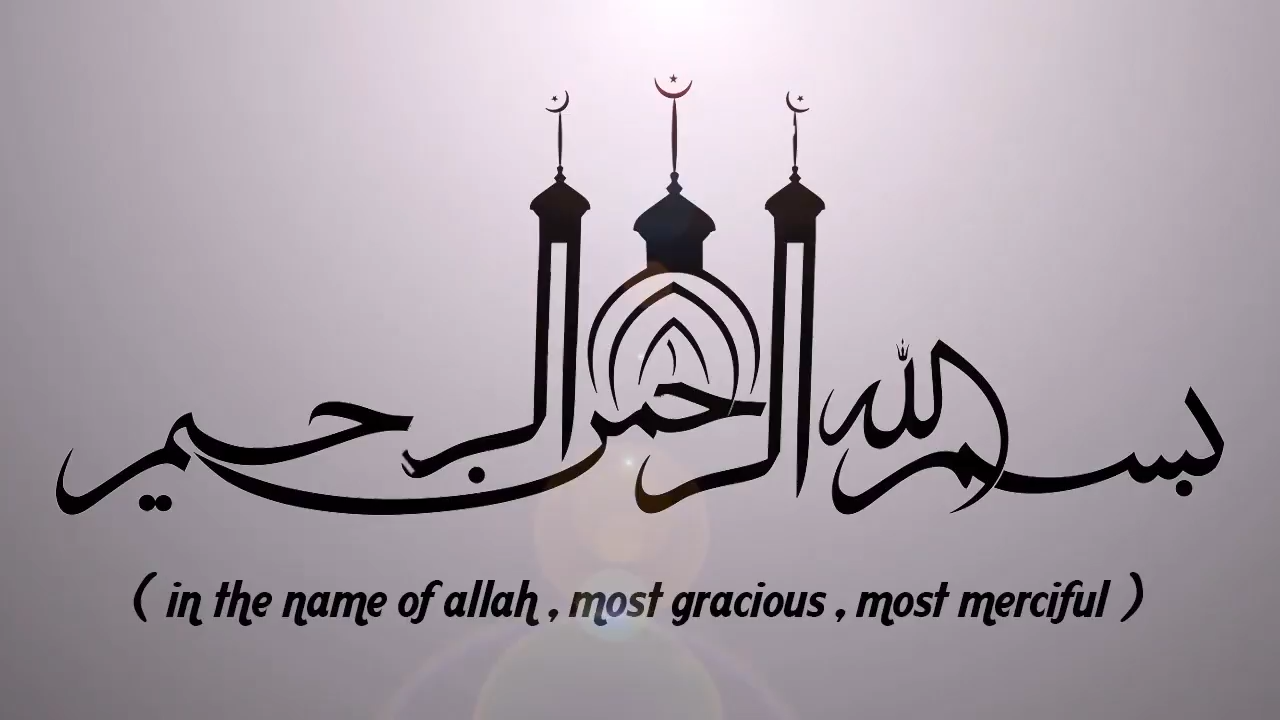 بسم الله الرحمن الرحيم
( in the name of allah , most gracious , most merciful )